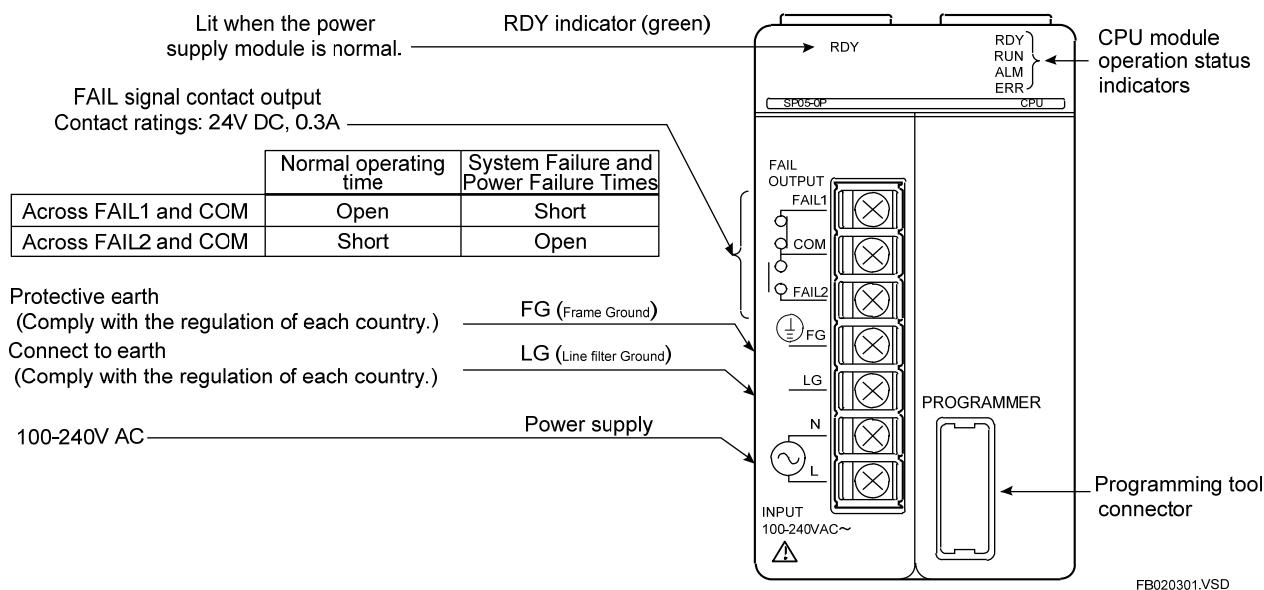 Lit when the power
supply module is normal.
RDY indicator (green)
RDY
RDY
RUN
ALM
ERR
CPU module
operation status
indicators
SP05-0P
CPU
FAIL signal contact output
Contact ratings: 24V DC, 0.3A
Normal operating time
System Failure and Power Failure Times
Across FAIL1 and COM Open Short
Across FAIL2 and COM Short Open
FAIL
OUTPUT
FAIL1
COM
FAIL2
FG
LG
N
L
INPUT
100-240VAC～
Protective earth
(Comply with the regulation of each country.)
FG (Frame Ground)
Connect to earth
(Comply with the regulation of each country.)
LG (Line filter Ground)
100-240V AC
Power supply
PROGRAMMER
Programming tool
connector
FB020301.VSD